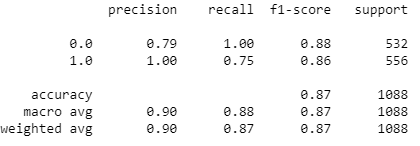 precision recall f1-score support
0.0 0.79 1.00 0.88 532
1.0 1.00 0.75 0.86 556
accuracy 0.87 1088
macro avg 0.90 0.88 0.87 1088
weighted avg 0.90 0.87 0.87 1088